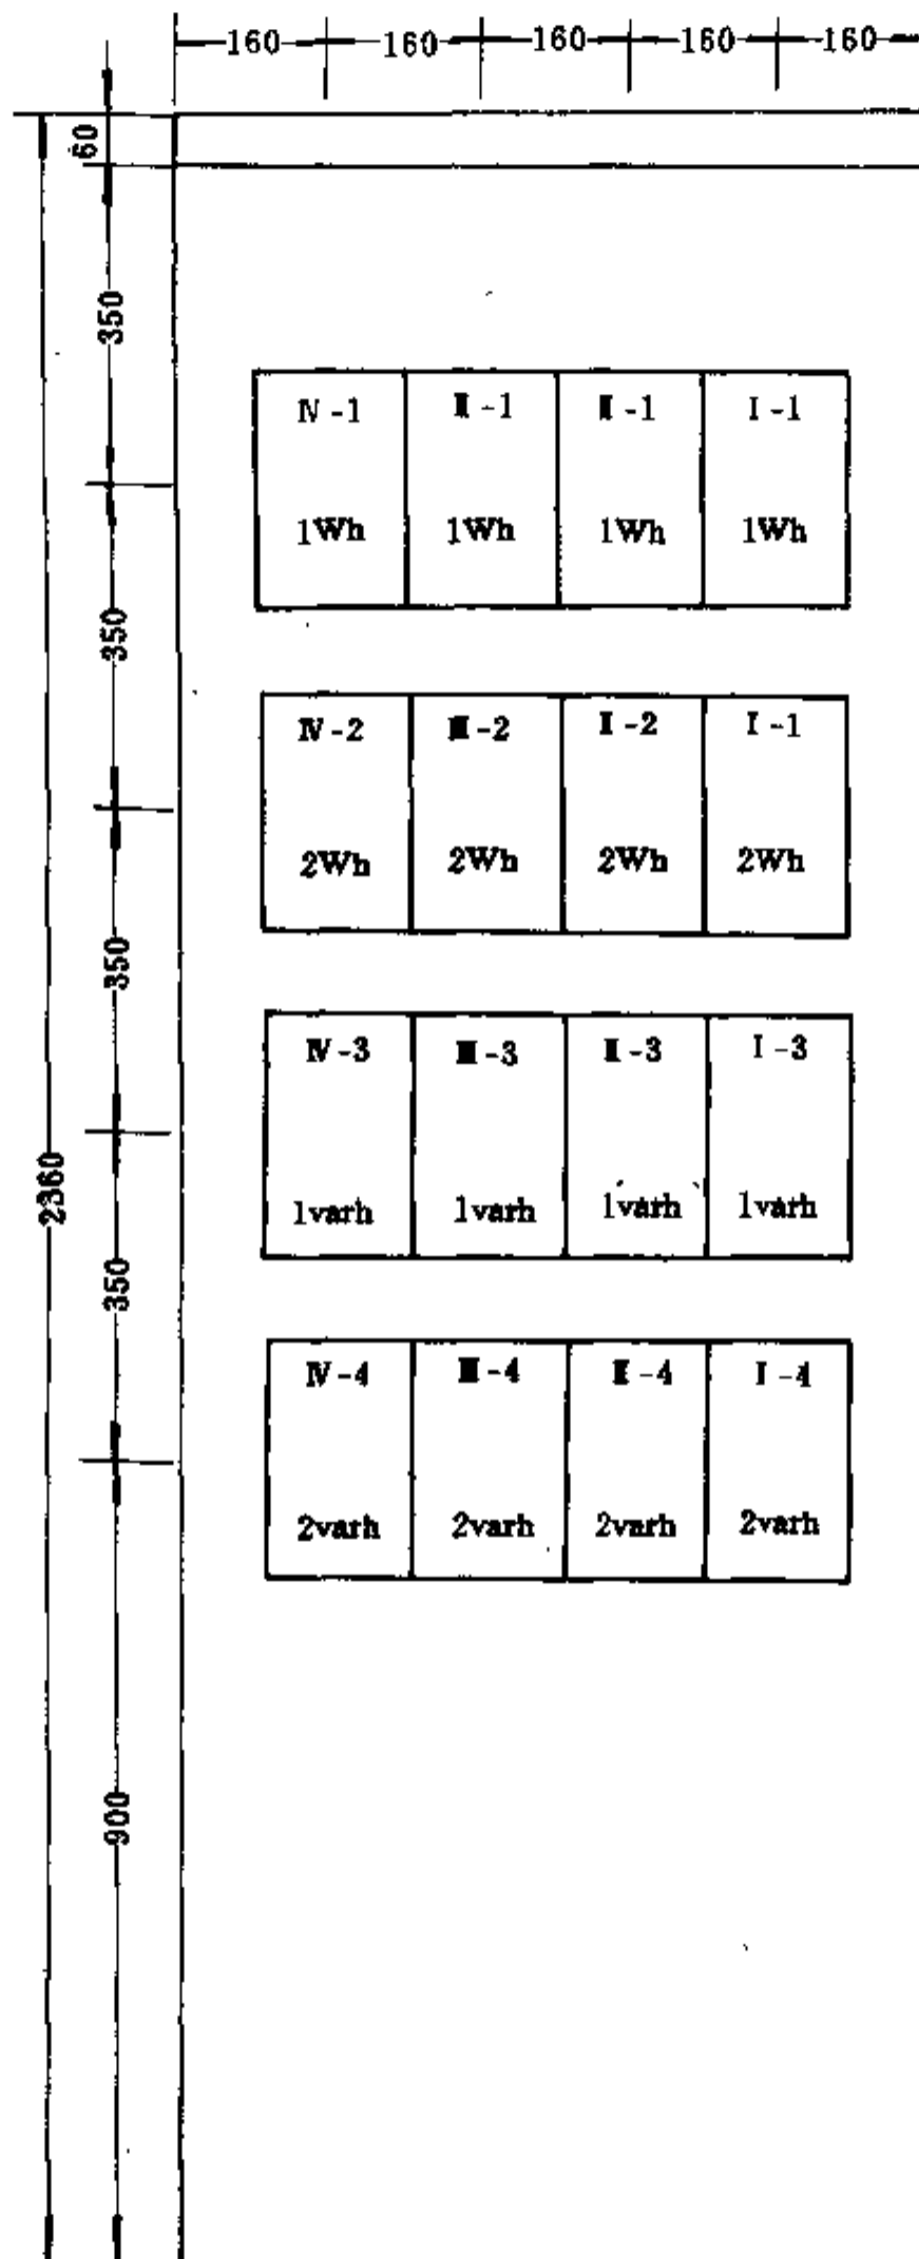 160 160 160 160 160
60
350
Ⅳ-1 Ⅱ-1 Ⅰ-1
1Wh 1Wh 1Wh 1Wh
350
Ⅳ-2 Ⅲ-2 Ⅱ-2 Ⅰ-1
2Wh 2Wh 2Wh 2Wh
350
Ⅳ-3 Ⅲ-3 Ⅱ-3 Ⅰ-3
2360
1varh 1varh 1varh 1varh
350
Ⅳ-4 Ⅲ-4 Ⅱ-4 Ⅰ-4
2varh 2varh 2varh 2varh
900